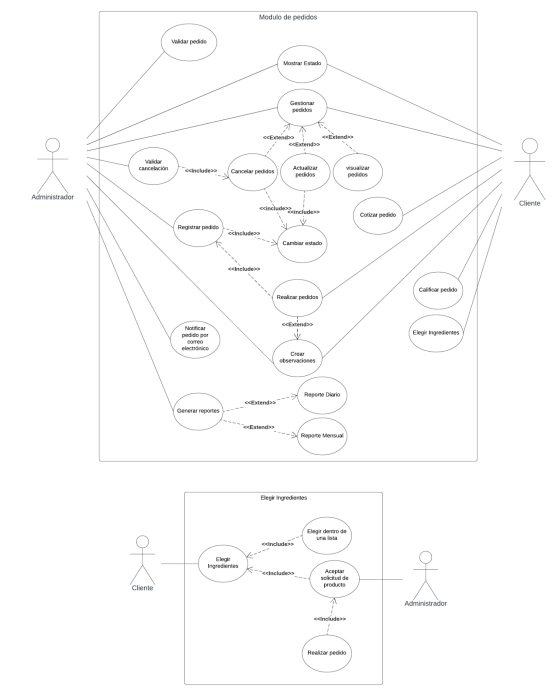 Modulo de pedidos
Validar pedido
Mostrar Estado
Gestionar
pedidos
<<Extend>>
<<Extend>>
<<Extend>>
Administrador
Cliente
Validar
cancelación
<<Include>>
Cancelar pedidos
Actualizar
pedidos
visualizar
pedidos
<<Include>>
<<Include>>
Cotizar pedido
Registrar pedido
<<Include>>
Cambiar estado
<<Include>>
Realizar pedidos
Calificar pedido
<<Extend>>
Elegir Ingredientes
Notificar
pedido por
correo
electrónico
Crear
observaciones
Generar reportes
<<Extend>>
Reporte Diario
<<Extend>>
Reporte Mensual
Elegir Ingredientes
Elegir dentro de
una lista
<<Include>>
Elegir
Ingredientes
<<Include>>
Aceptar
solicitud de
producto
Cliente
Administrador
<<Include>>
Realizar pedido